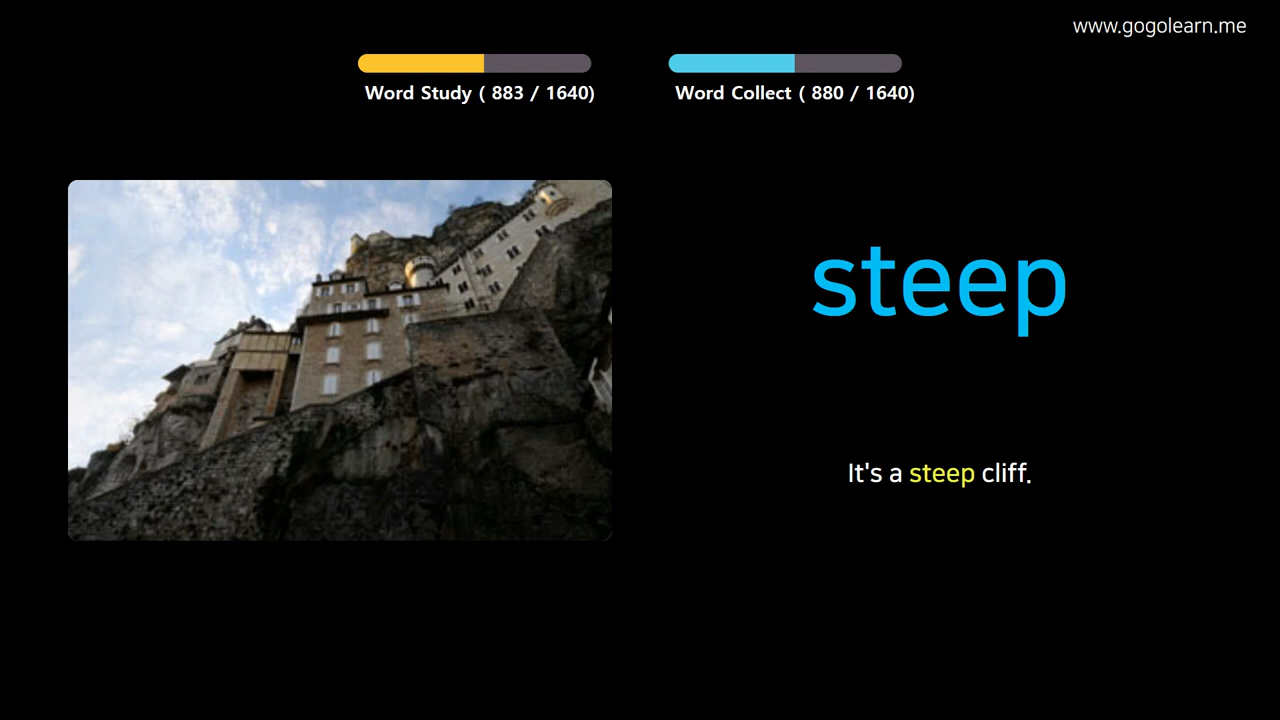 www.gogolearn.me
Word Study ( 883 / 1640)
Word Collect ( 880 / 1640)
steep
It's a steep cliff.